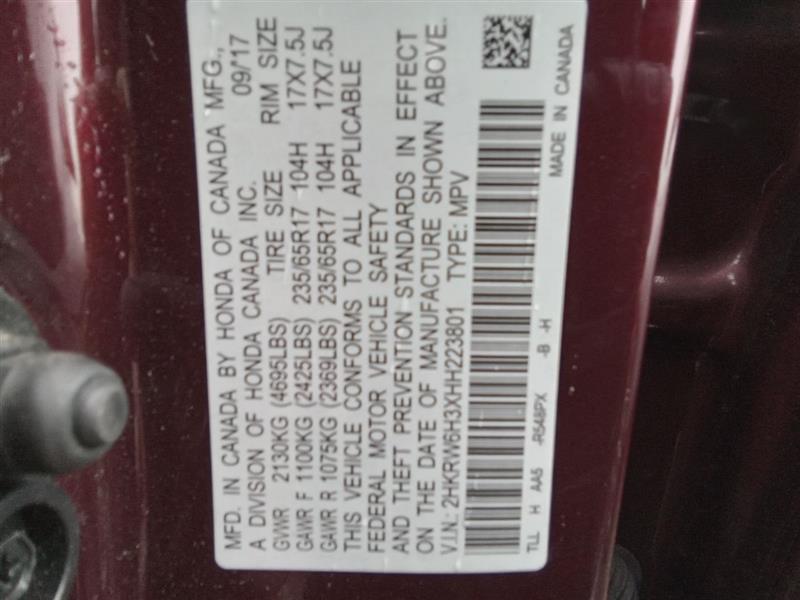 MFD. IN CANADA BY HONDA OF CANADA MFG.,
A DIVISION OF HONDA CANADA INC. 09/17
GVWR 2130KG (4695LBS) TIRE SIZE RIM SIZE
GAWR F 1100KG (2425LBS) 235/65R17 104H 17X7.5J
GAWR R 1075KG (2369LBS) 235/65R17 104H 17X7.5J
THIS VEHICLE CONFORMS TO ALL APPLICABLE
FEDERAL MOTOR VEHICLE SAFETY
AND THEFT PREVENTION STANDARDS IN EFFECT
ON THE DATE OF MANUFACTURE SHOWN ABOVE.
V.I.N.: 2HKRW6H3XHH223801 TYPE: MPV
TLL H AA5 -R548PX -B -H
MADE IN CANADA